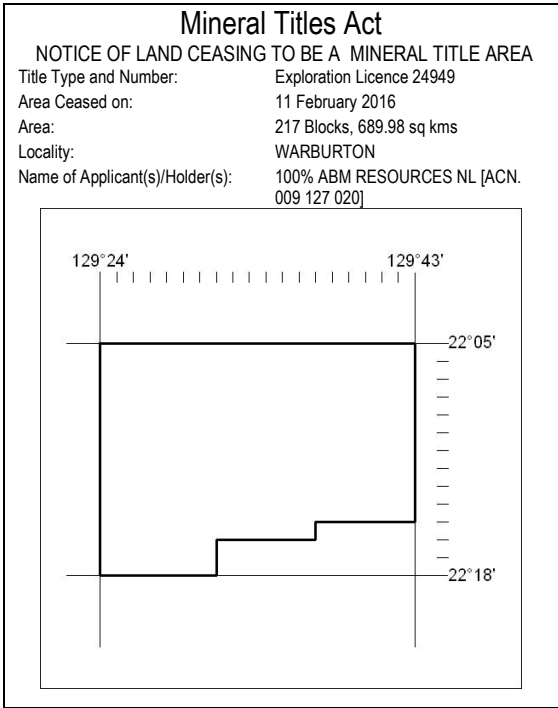 Mineral Titles Act
NOTICE OF LAND CEASING TO BE A MINERAL TITLE AREA
Title Type and Number: Exploration Licence 24949
Area Ceased on: 11 February 2016
Area: 217 Blocks, 689.98 sq kms
Locality: WARBURTON
Name of Applicant(s)/Holder(s): 100% ABM RESOURCES NL [ACN.
009 127 020]
129°24' 129°43'
22°05'
22°18'